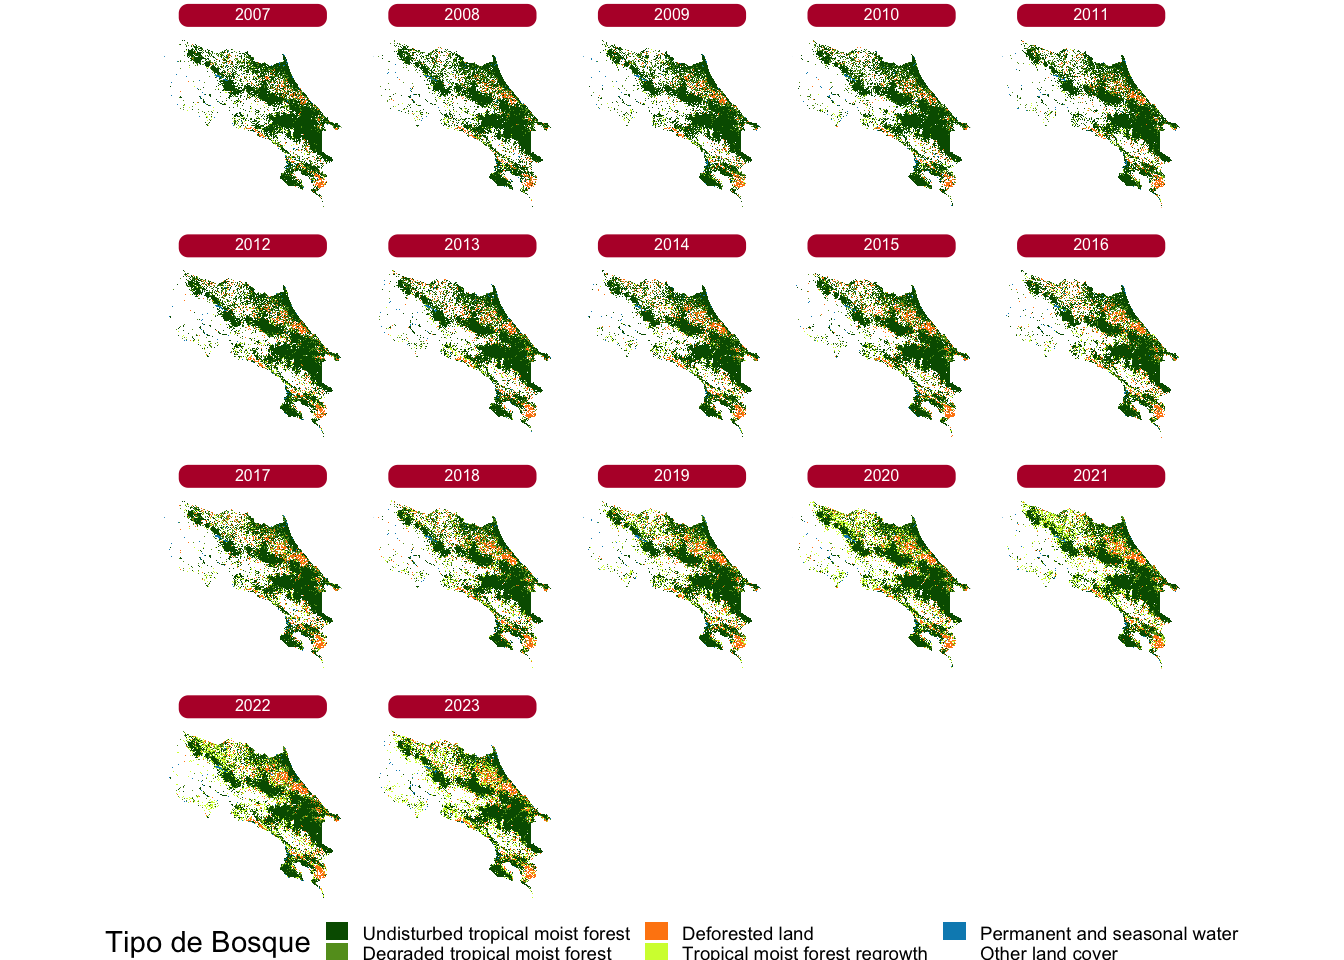 2007 2008 2009 2010 2011
2012 2013 2014 2015 2016
2017 2018 2019 2020 2021
2022 2023
Tipo de Bosque
Undisturbed tropical moist forest Deforested land Permanent and seasonal water
Degraded tropical moist forest Tropical moist forest regrowth Other land cover